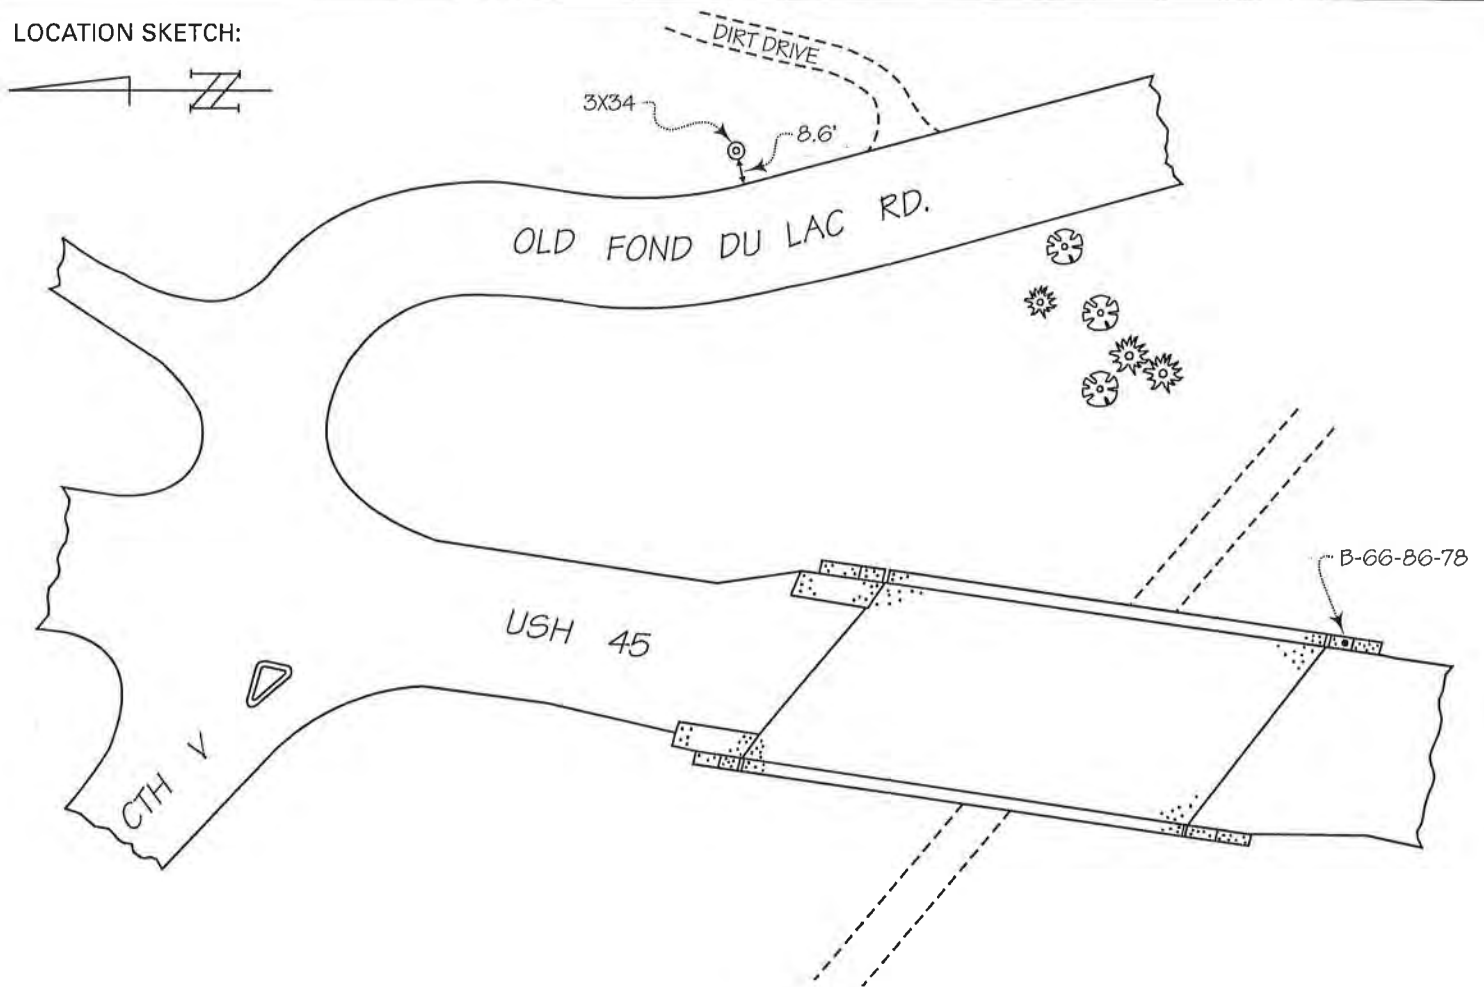 LOCATION SKETCH:
N
DIRT DRIVE
3X34
8.6'
OLD FOND DU LAC RD.
B-66-86-78
USH 45
CTH V